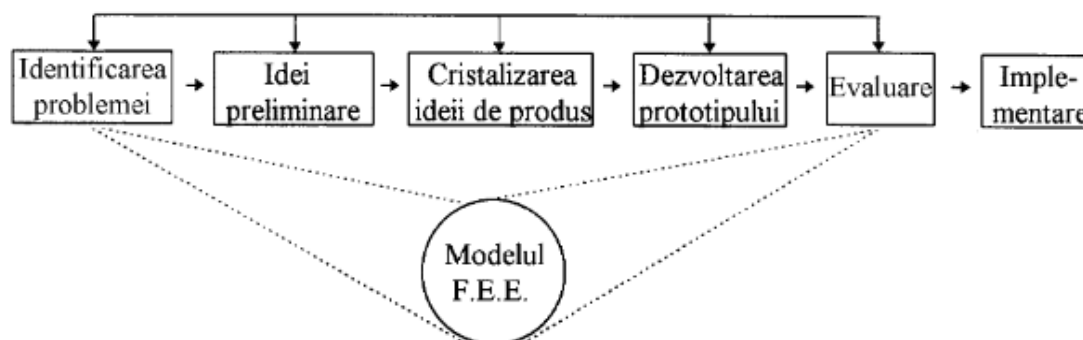 Identificarea
problemei
Idei
preliminare
Cristalizarea
ideii de produs
Dezvoltarea
prototipului
Evaluare
Imple-
mentare
Modelul
F.E.E.